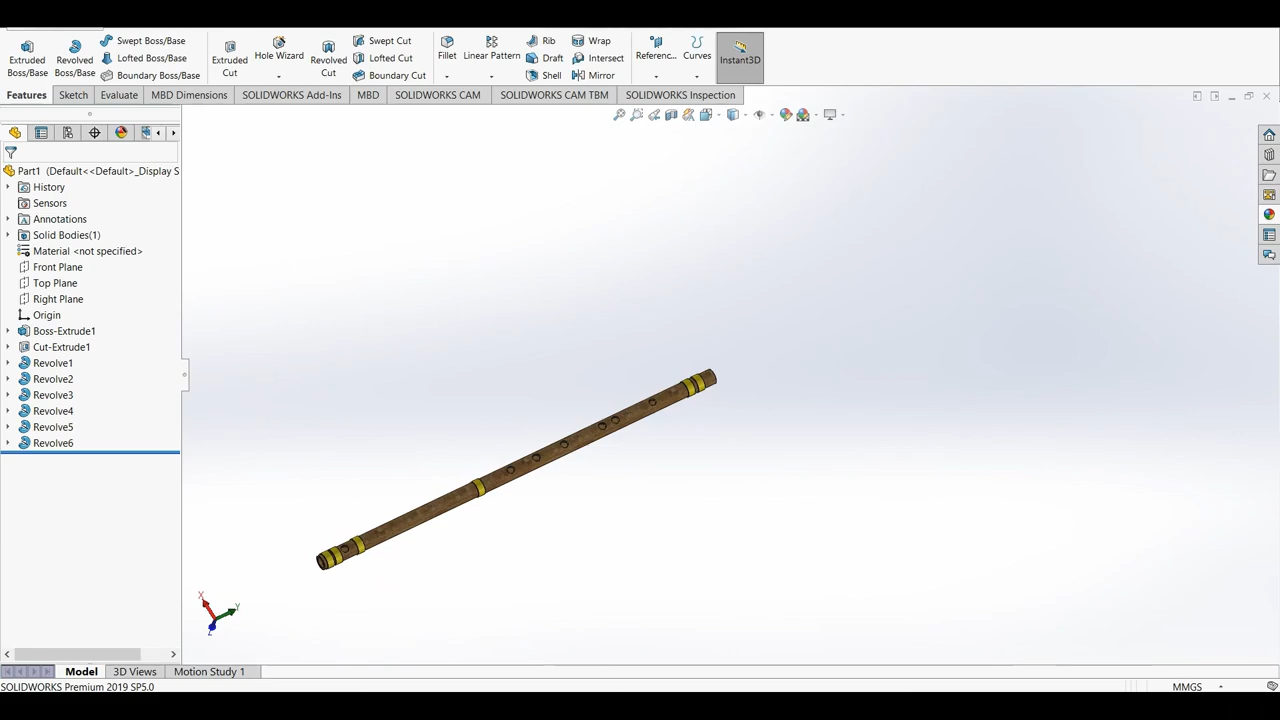 Extruded Boss/Base
Revolved Boss/Base
Swept Boss/Base
Lofted Boss/Base
Boundary Boss/Base
Extruded Cut
Hole Wizard
Revolved Cut
Swept Cut
Lofted Cut
Boundary Cut
Fillet
Linear Pattern
Rib
Draft
Shell
Wrap
Intersect
Mirror
Referenc...
Curves
Instant3D
Features Sketch Evaluate MBD Dimensions SOLIDWORKS Add-Ins MBD SOLIDWORKS CAM SOLIDWORKS CAM TBM SOLIDWORKS Inspection
Part1 (Default<<Default>_Display S
History
Sensors
Annotations
Solid Bodies(1)
Material <not specified>
Front Plane
Top Plane
Right Plane
Origin
Boss-Extrude1
Cut-Extrude1
Revolve1
Revolve2
Revolve3
Revolve4
Revolve5
Revolve6
X
Y
Z
Model 3D Views Motion Study 1
SOLIDWORKS Premium 2019 SP5.0
MMGS